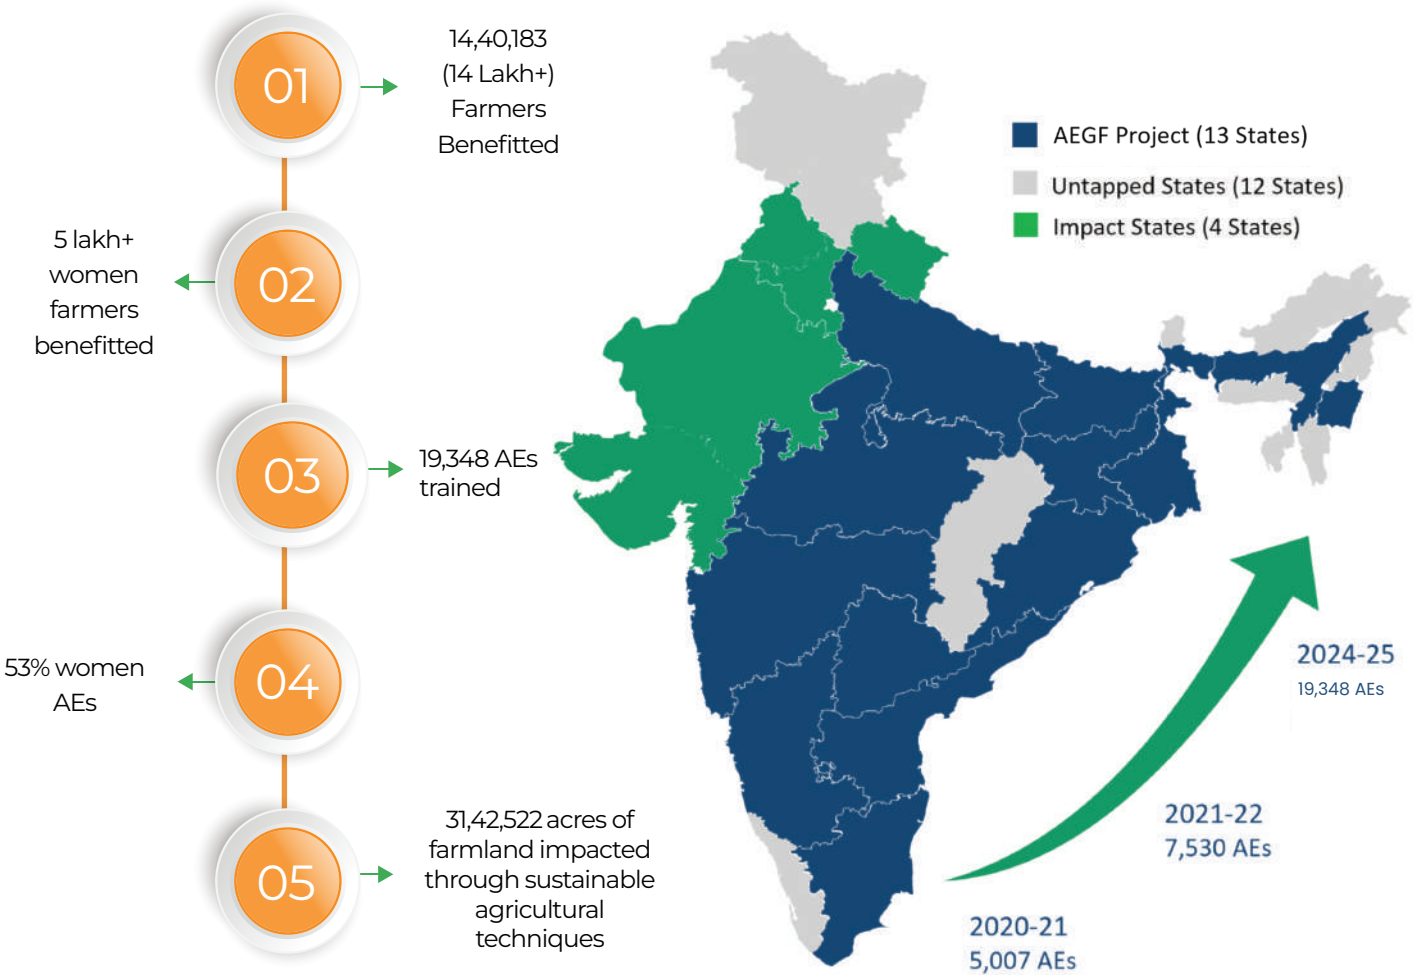 01
14,40,183
(14 Lakh+)
Farmers
Benefitted
02
5 lakh+
women
farmers
benefitted
03
19,348 AEs
trained
04
53% women
AEs
05
31,42,522 acres of
farmland impacted
through sustainable
agricultural
techniques
AEGF Project (13 States)
Untapped States (12 States)
Impact States (4 States)
2024-25
19,348 AEs
2021-22
7,530 AEs
2020-21
5,007 AEs